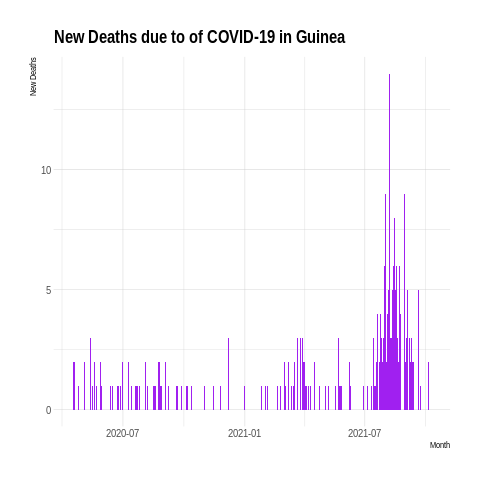 New Deaths due to of COVID-19 in Guinea
New Deaths
10
5
0
2020-07
2021-01
2021-07
Month